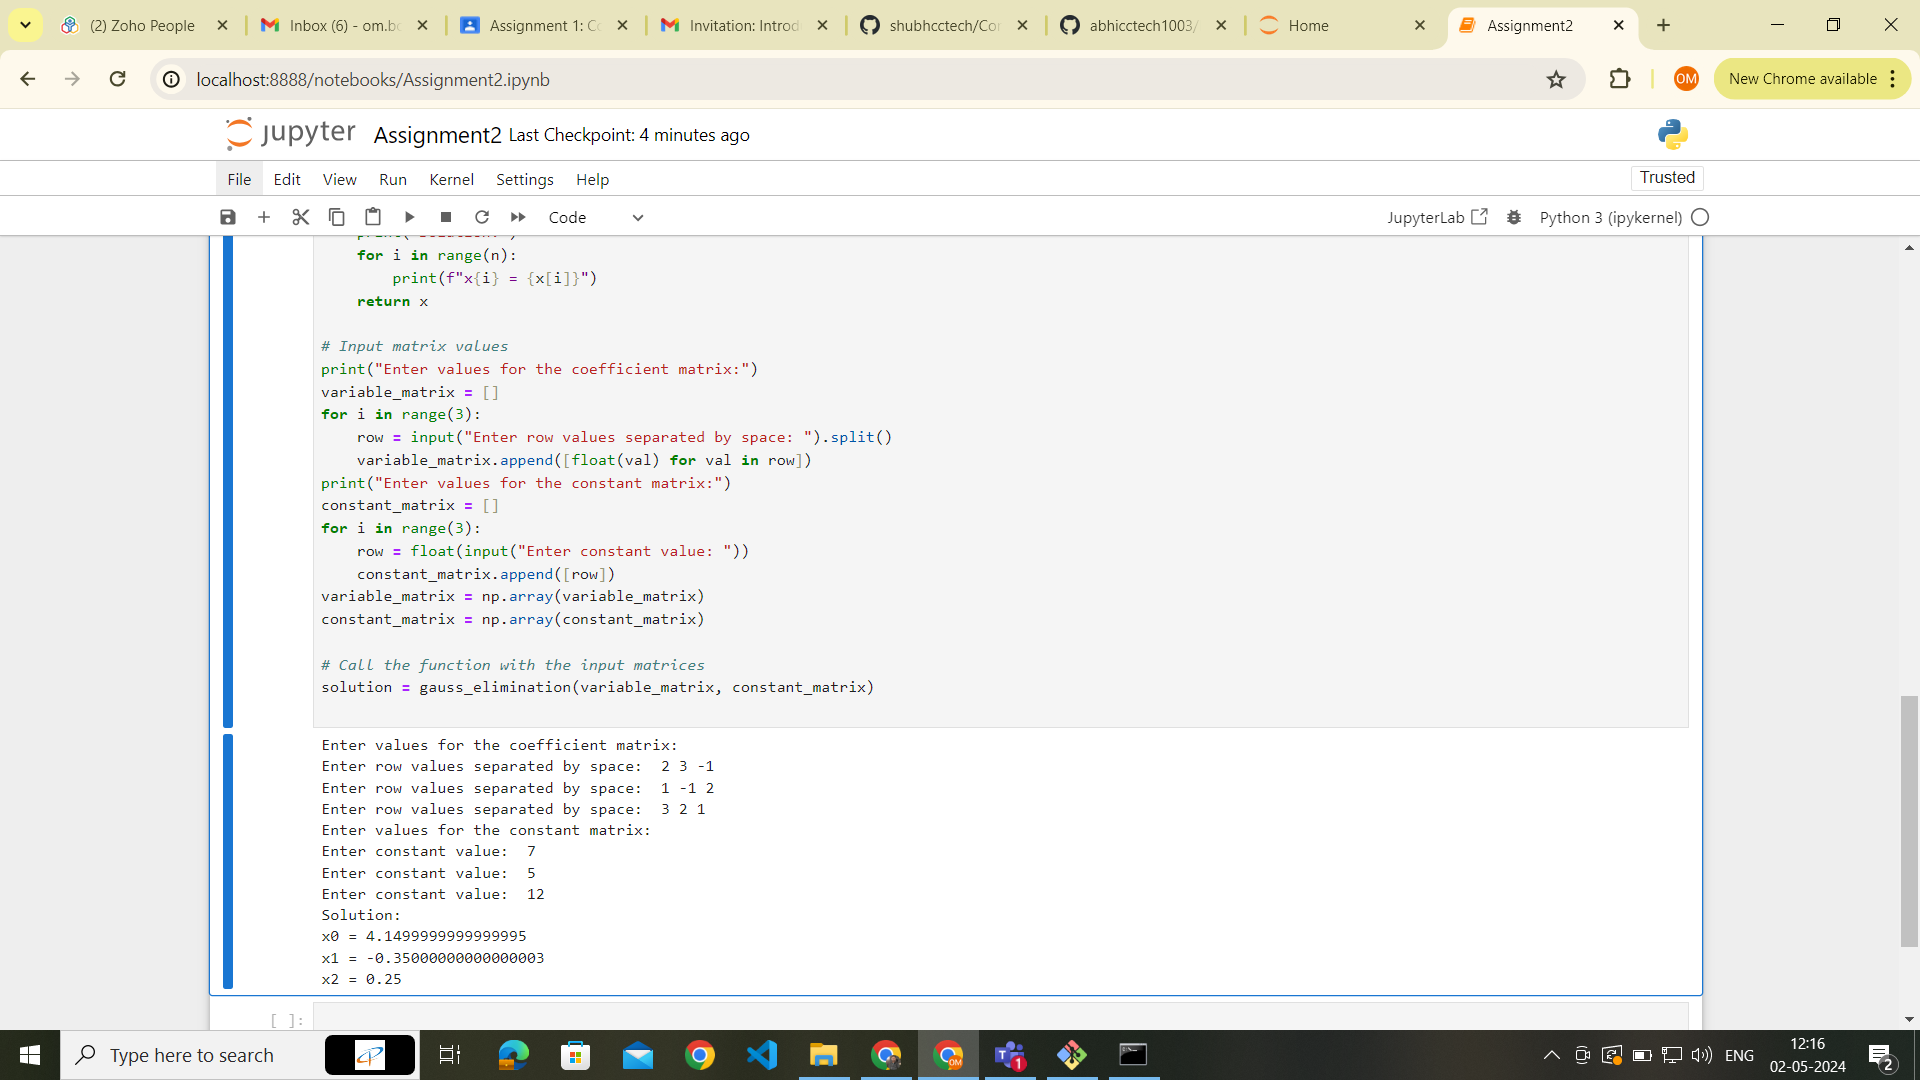 (2) Zoho People
Inbox (6) - om.bo
Assignment 1: Co
Invitation: Introd
shubhcctech/Con
abhicctech1003/
Home
Assignment2
localhost:8888/notebooks/Assignment2.ipynb
OM
New Chrome available
jupyter Assignment2 Last Checkpoint: 4 minutes ago
File Edit View Run Kernel Settings Help
Trusted
Code
JupyterLab
Python 3 (ipykernel)
    for i in range(n):
        print(f"x{i} = {x[i]}")
    return x
# Input matrix values
print("Enter values for the coefficient matrix:")
variable_matrix = []
for i in range(3):
    row = input("Enter row values separated by space: ").split()
    variable_matrix.append([float(val) for val in row])
print("Enter values for the constant matrix:")
constant_matrix = []
for i in range(3):
    row = float(input("Enter constant value: "))
    constant_matrix.append([row])
variable_matrix = np.array(variable_matrix)
constant_matrix = np.array(constant_matrix)
# Call the function with the input matrices
solution = gauss_elimination(variable_matrix, constant_matrix)
Enter values for the coefficient matrix:
Enter row values separated by space:  2 3 -1
Enter row values separated by space:  1 -1 2
Enter row values separated by space:  3 2 1
Enter values for the constant matrix:
Enter constant value:  7
Enter constant value:  5
Enter constant value:  12
Solution:
x0 = 4.1499999999999995
x1 = -0.35000000000000003
x2 = 0.25
[ ]:
Type here to search
OM
1
ENG
12:16
02-05-2024
2